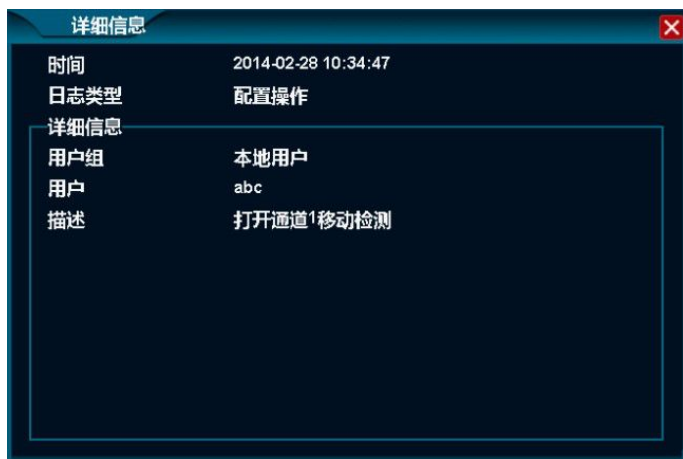 详细信息
时间 2014-02-28 10:34:47
日志类型 配置操作
详细信息
用户组 本地用户
用户 abc
描述 打开通道1移动检测